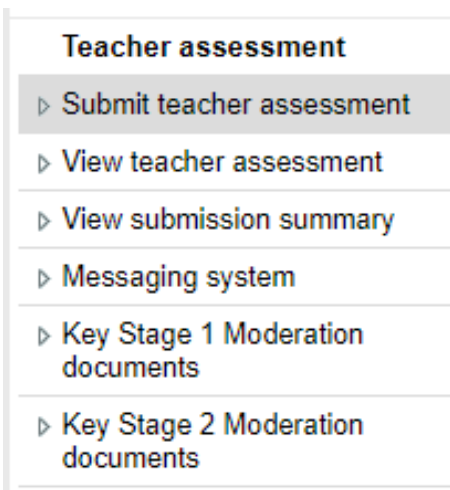 Teacher assessment
Submit teacher assessment
View teacher assessment
View submission summary
Messaging system
Key Stage 1 Moderation
documents
Key Stage 2 Moderation
documents